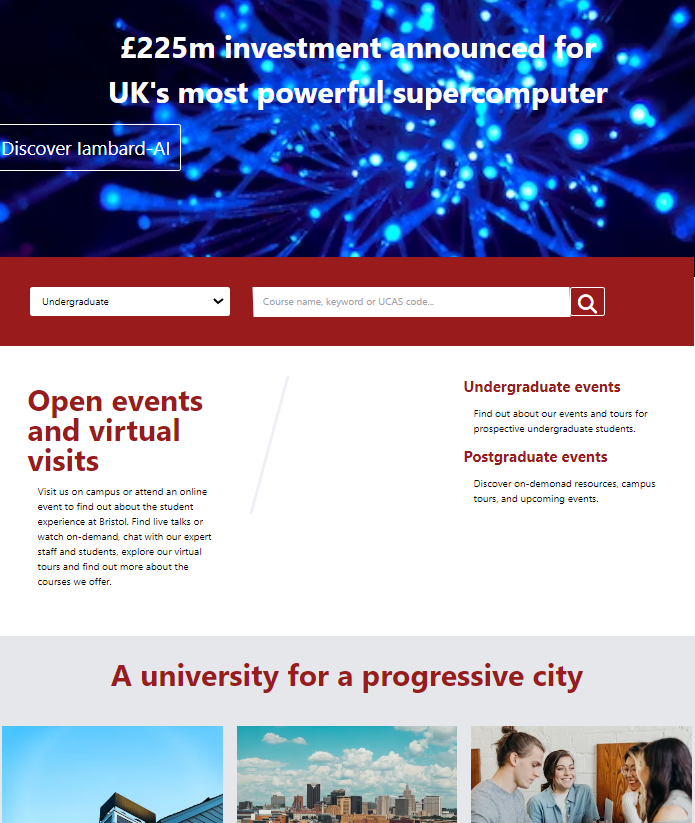 £225m investment announced for
UK's most powerful supercomputer
Discover Iambard-AI
Undergraduate
Course name, keyword or UCAS code...
Open events
and virtual
visits
Visit us on campus or attend an online
event to find out about the student
experience at Bristol. Find live talks or
watch on-demand, chat with our expert
staff and students, explore our virtual
tours and find out more about the
courses we offer.
Undergraduate events
Find out about our events and tours for
prospective undergraduate students.
Postgraduate events
Discover on-demonad resources, campus
tours, and upcoming events.
A university for a progressive city